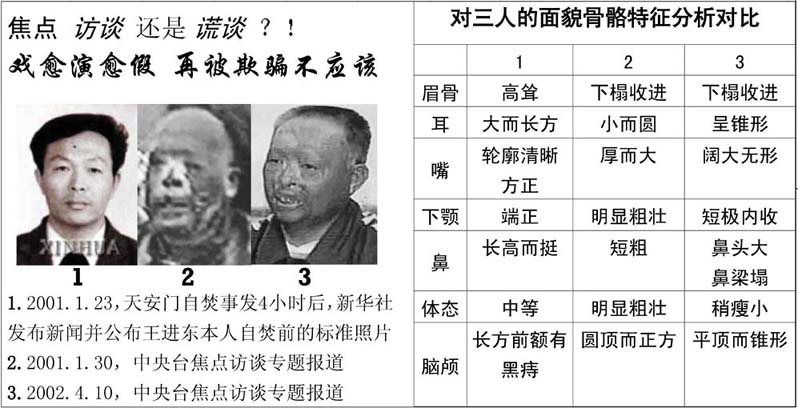 焦点 访谈 还是 谎谈 ？！
戏愈演愈假 再被欺骗不应该
XINHUA
1 2 3
1. 2001.1.23，天安门自焚事发4小时后，新华社
发布新闻并公布王进东本人自焚前的标准照片
2. 2001.1.30，中央台焦点访谈专题报道
3. 2002.4.10，中央台焦点访谈专题报道
对三人的面貌骨骼特征分析对比
1 2 3
眉骨 高耸 下榻收进 下榻收进
耳 大而长方 小而圆 呈锥形
嘴 轮廓清晰 厚而大 阔大无形
方正
下颚 端正 明显粗壮 短极内收
鼻 长高而挺 短粗 鼻头大
鼻梁塌
体态 中等 明显粗壮 稍瘦小
脑颅 长方前额有 圆顶而正方 平顶而锥形
黑痔